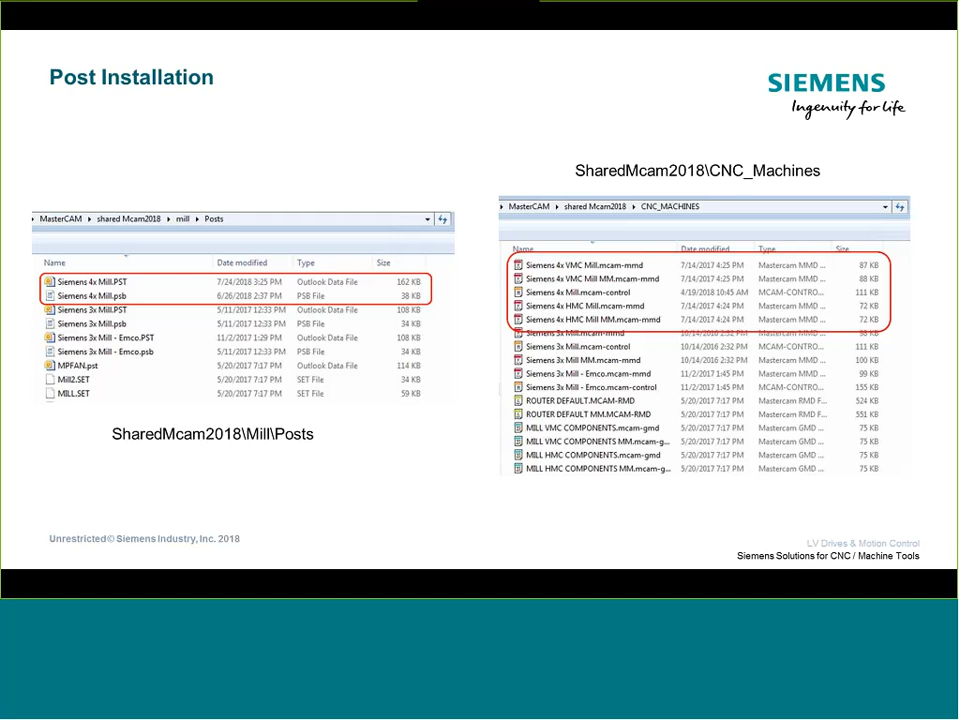 Post Installation
SIEMENS
Ingenuity for life
SharedMcam2018\CNC_Machines
MasterCAM ▸ shared Mcam2018 ▸ mill ▸ Posts
Name Date modified Type Size
Siemens 4x Mill.PST 7/24/2018 3:25 PM Outlook Data File 162 KB
Siemens 4x Mill.psb 6/26/2018 2:37 PM PSB File 38 KB
Siemens 3x Mill.PST 5/11/2017 12:33 PM Outlook Data File 108 KB
Siemens 3x Mill.psb 5/11/2017 12:33 PM PSB File 34 KB
Siemens 3x Mill - Emco.PST 11/2/2017 1:29 PM Outlook Data File 108 KB
Siemens 3x Mill - Emco.psb 5/11/2017 12:33 PM PSB File 34 KB
MPFAN.pst 5/20/2017 7:17 PM Outlook Data File 114 KB
Mill2.SET 5/20/2017 7:17 PM SET File 34 KB
MILL.SET 5/20/2017 7:17 PM SET File 59 KB
SharedMcam2018\Mill\Posts
MasterCAM ▸ shared Mcam2018 ▸ CNC_MACHINES
Name Date modified Type Size
Siemens 4x VMC Mill.mcam-mmd 7/14/2017 4:25 PM Mastercam MMD ... 87 KB
Siemens 4x VMC Mill MM.mcam-mmd 7/14/2017 4:25 PM Mastercam MMD ... 88 KB
Siemens 4x Mill.mcam-control 4/19/2018 10:45 AM MCAM-CONTRO... 111 KB
Siemens 4x HMC Mill.mcam-mmd 7/14/2017 4:24 PM Mastercam MMD ... 72 KB
Siemens 4x HMC Mill MM.mcam-mmd 7/14/2017 4:24 PM Mastercam MMD ... 72 KB
Siemens 3x Mill.mcam-mmd 10/14/2016 2:32 PM Mastercam MMD ... 98 KB
Siemens 3x Mill.mcam-control 10/14/2016 2:32 PM MCAM-CONTRO... 111 KB
Siemens 3x Mill MM.mcam-mmd 10/14/2016 2:32 PM Mastercam MMD ... 100 KB
Siemens 3x Mill - Emco.mcam-mmd 11/2/2017 1:45 PM Mastercam MMD ... 99 KB
Siemens 3x Mill - Emco.mcam-control 11/2/2017 1:45 PM MCAM-CONTRO... 155 KB
ROUTER DEFAULT.MCAM-RMD 5/20/2017 7:17 PM Mastercam RMD F... 524 KB
ROUTER DEFAULT MM.MCAM-RMD 5/20/2017 7:17 PM Mastercam RMD F... 551 KB
MILL VMC COMPONENTS.mcam-gmd 5/20/2017 7:17 PM Mastercam GMD ... 75 KB
MILL VMC COMPONENTS MM.mcam-g... 5/20/2017 7:17 PM Mastercam GMD ... 75 KB
MILL HMC COMPONENTS.mcam-gmd 5/20/2017 7:17 PM Mastercam GMD ... 75 KB
MILL HMC COMPONENTS MM.mcam-g... 5/20/2017 7:17 PM Mastercam GMD ... 75 KB
Unrestricted © Siemens Industry, Inc. 2018
LV Drives & Motion Control
Siemens Solutions for CNC / Machine Tools